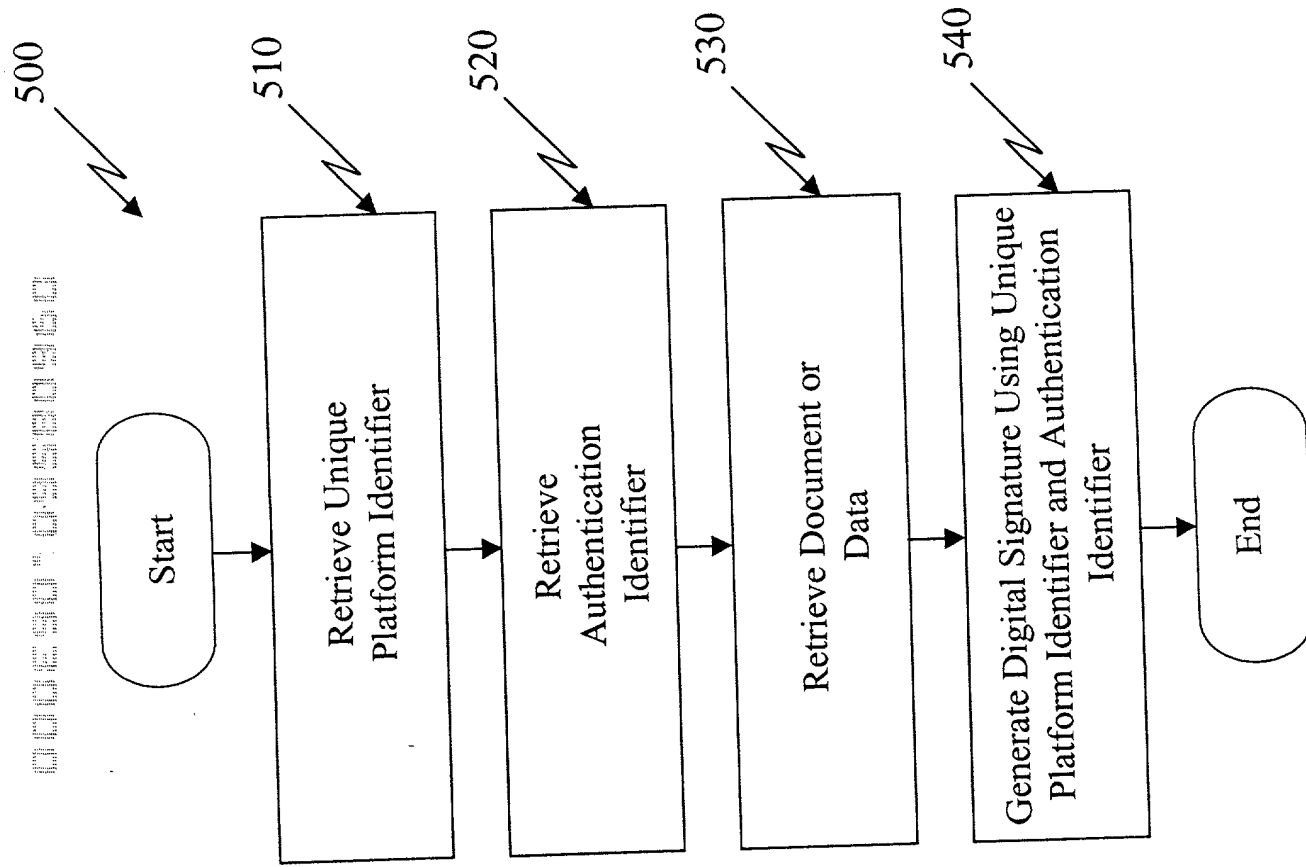 500
Start
510
Retrieve Unique
Platform Identifier
520
Retrieve
Authentication
Identifier
530
Retrieve Document or
Data
540
Generate Digital Signature Using Unique
Platform Identifier and Authentication
Identifier
End